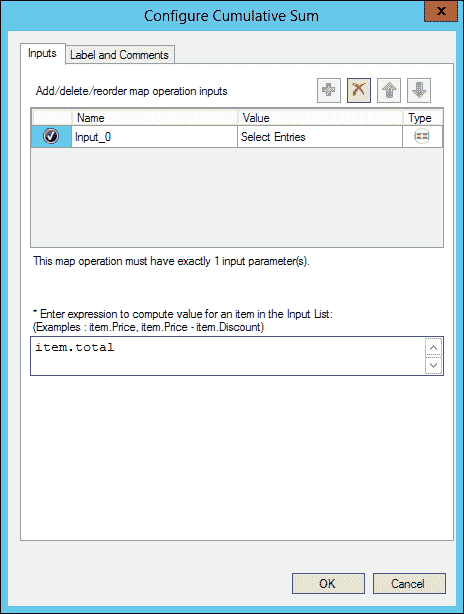 Configure Cumulative Sum
x
Inputs
Label and Comments
Add/delete/reorder map operation inputs
Name Value Type
Input_0 Select Entries
This map operation must have exactly 1 input parameter(s).
* Enter expression to compute value for an item in the Input List:
(Examples : item.Price, item.Price - item.Discount)
item.total
OK Cancel